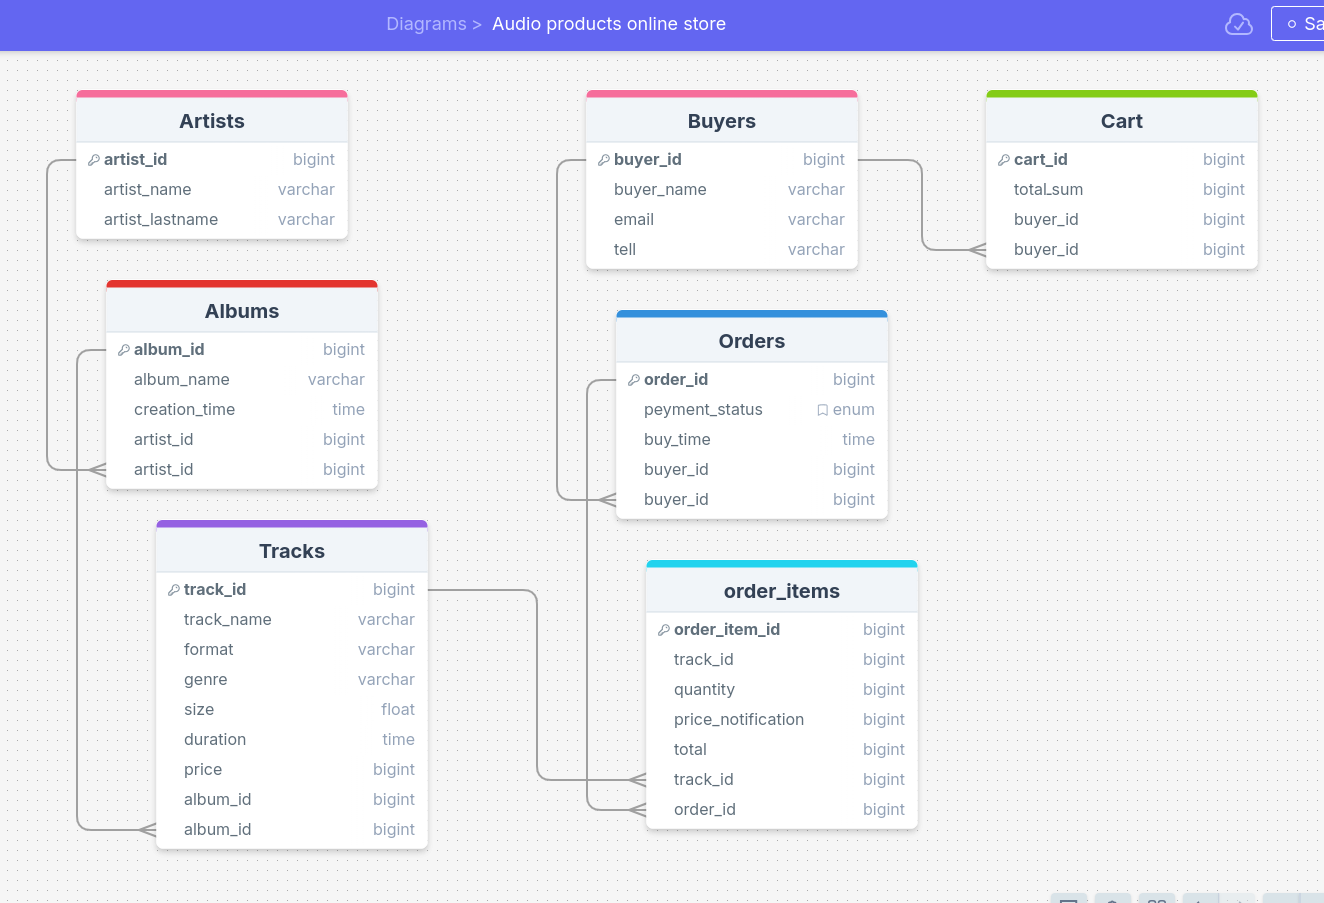 Diagrams > Audio products online store
Sa
Artists
artist_id bigint
artist_name varchar
artist_lastname varchar
Albums
album_id bigint
album_name varchar
creation_time time
artist_id bigint
artist_id bigint
Tracks
track_id bigint
track_name varchar
format varchar
genre varchar
size float
duration time
price bigint
album_id bigint
album_id bigint
Buyers
buyer_id bigint
buyer_name varchar
email varchar
tell varchar
Orders
order_id bigint
peyment_status enum
buy_time time
buyer_id bigint
buyer_id bigint
order_items
order_item_id bigint
track_id bigint
quantity bigint
price_notification bigint
total bigint
track_id bigint
order_id bigint
Cart
cart_id bigint
total_sum bigint
buyer_id bigint
buyer_id bigint